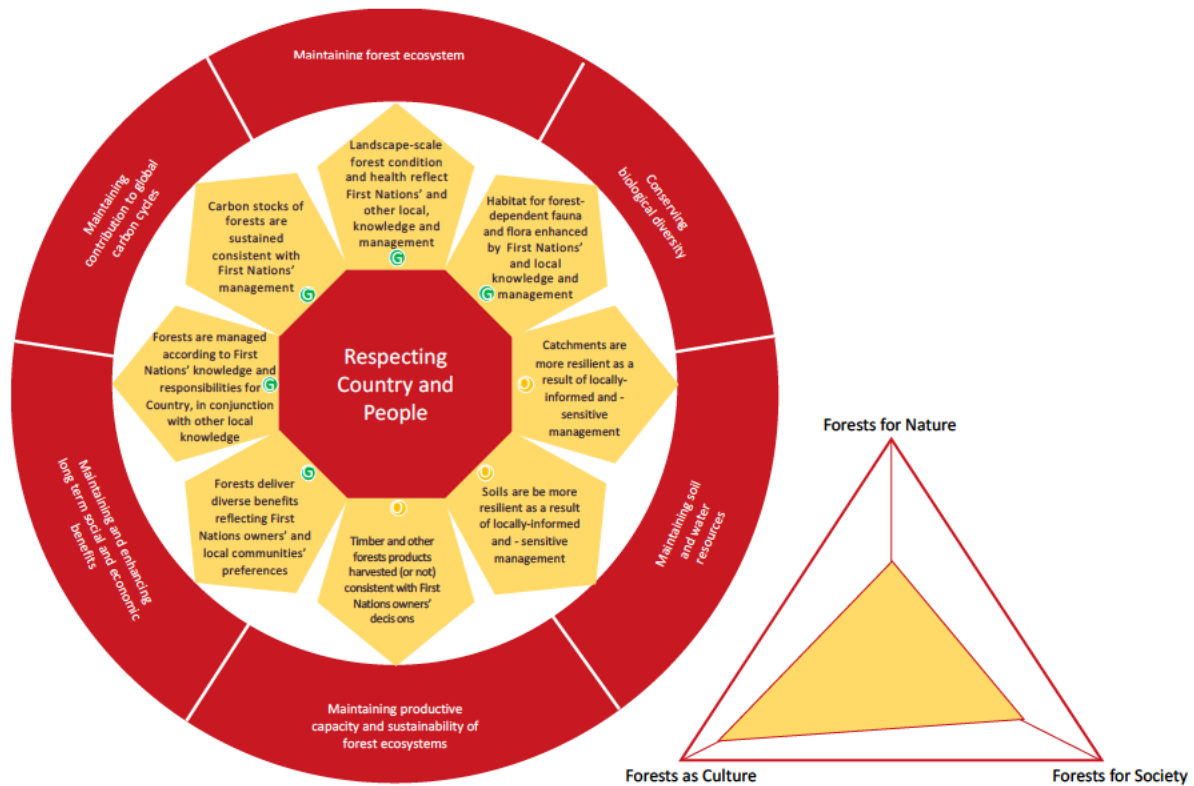 Maintaining forest ecosystem
Conserving
biological diversity
Maintaining soil
and water
resources
Maintaining productive
capacity and sustainability of
forest ecosystems
Maintaining and enhancing
long term social and economic
benefits
Maintaining
contribution to global
carbon cycles
Landscape-scale
forest condition
and health reflect
First Nations' and
other local,
knowledge and
management
G
Habitat for forest-
dependent fauna
and flora enhanced
by First Nations'
and local
knowledge and
G management
Catchments are
more resilient as a
result of locally-
O informed and -
sensitive
management
O
Soils are be more
resilient as a result
of locally-informed
and - sensitive
management
O
Timber and other
forests products
harvested (or not)
consistent with First
Nations owners'
decis ons
G
Forests deliver
diverse benefits
reflecting First
Nations owners' and
local communities'
preferences
Forests are managed
according to First
Nations' knowledge and
responsibilities for G
Country, in conjunction
with other local
knowledge
Carbon stocks of
forests are
sustained
consistent with
First Nations'
management G
Respecting
Country and
People
Forests for Nature
Forests as Culture
Forests for Society